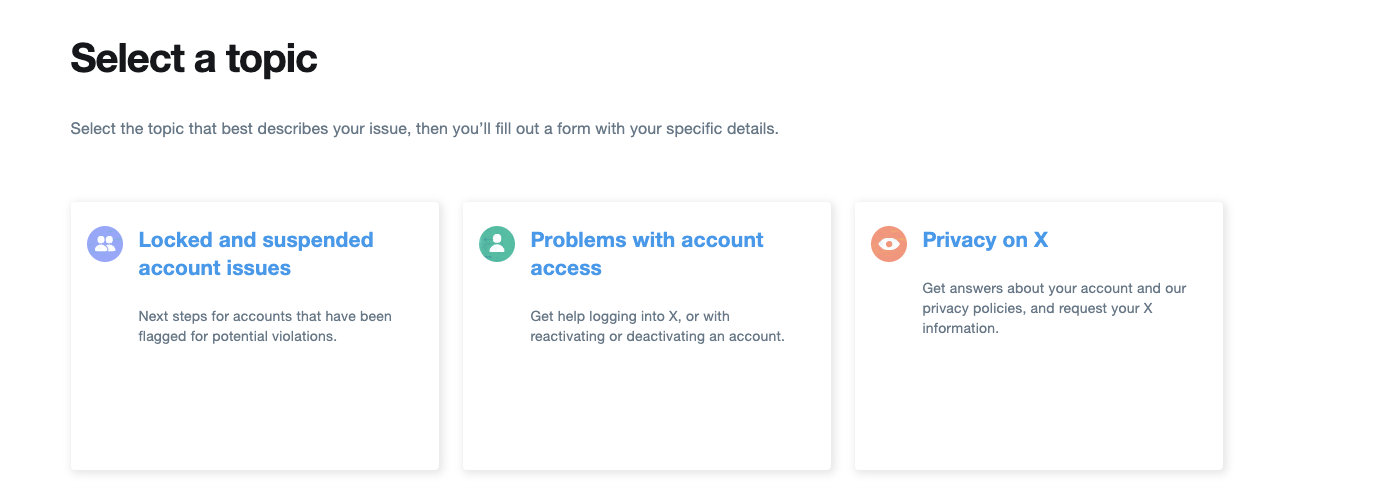 Select a topic
Select the topic that best describes your issue, then you’ll fill out a form with your specific details.
Locked and suspended
account issues
Next steps for accounts that have been
flagged for potential violations.
Problems with account
access
Get help logging into X, or with
reactivating or deactivating an account.
Privacy on X
Get answers about your account and our
privacy policies, and request your X
information.